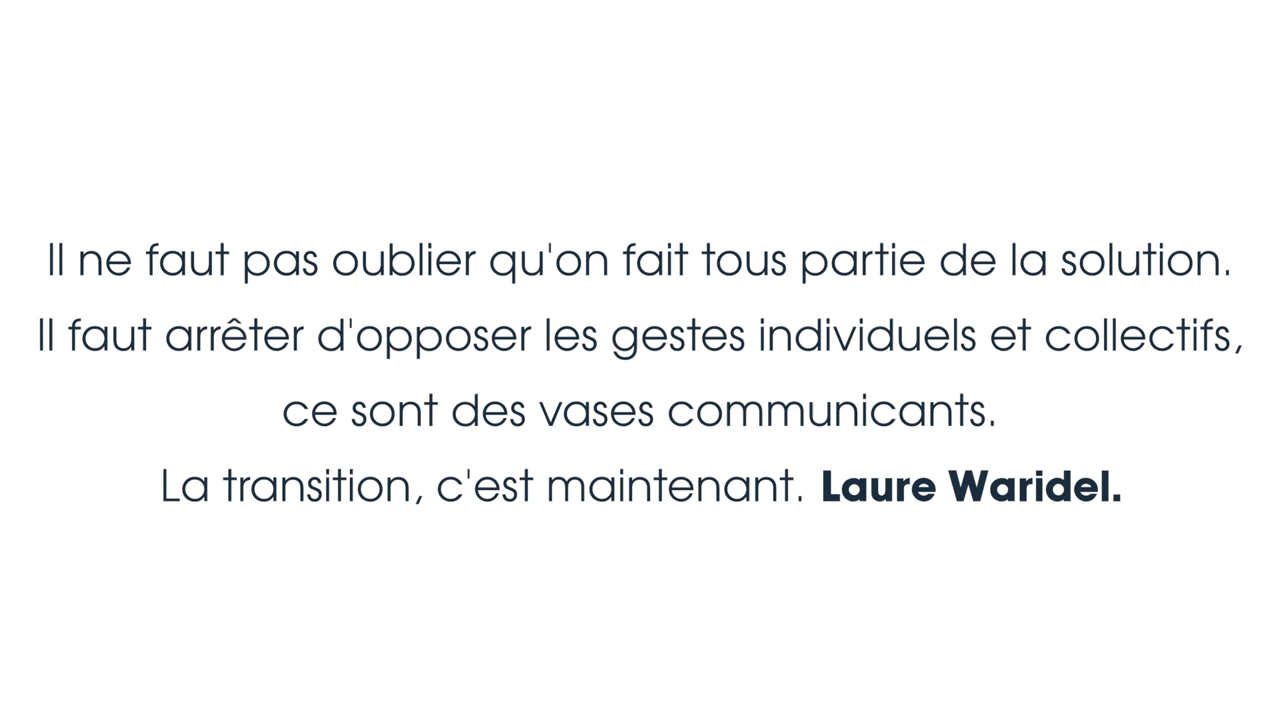 Il ne faut pas oublier qu'on fait tous partie de la solution.
Il faut arrêter d'opposer les gestes individuels et collectifs,
ce sont des vases communicants.
La transition, c'est maintenant. Laure Waridel.